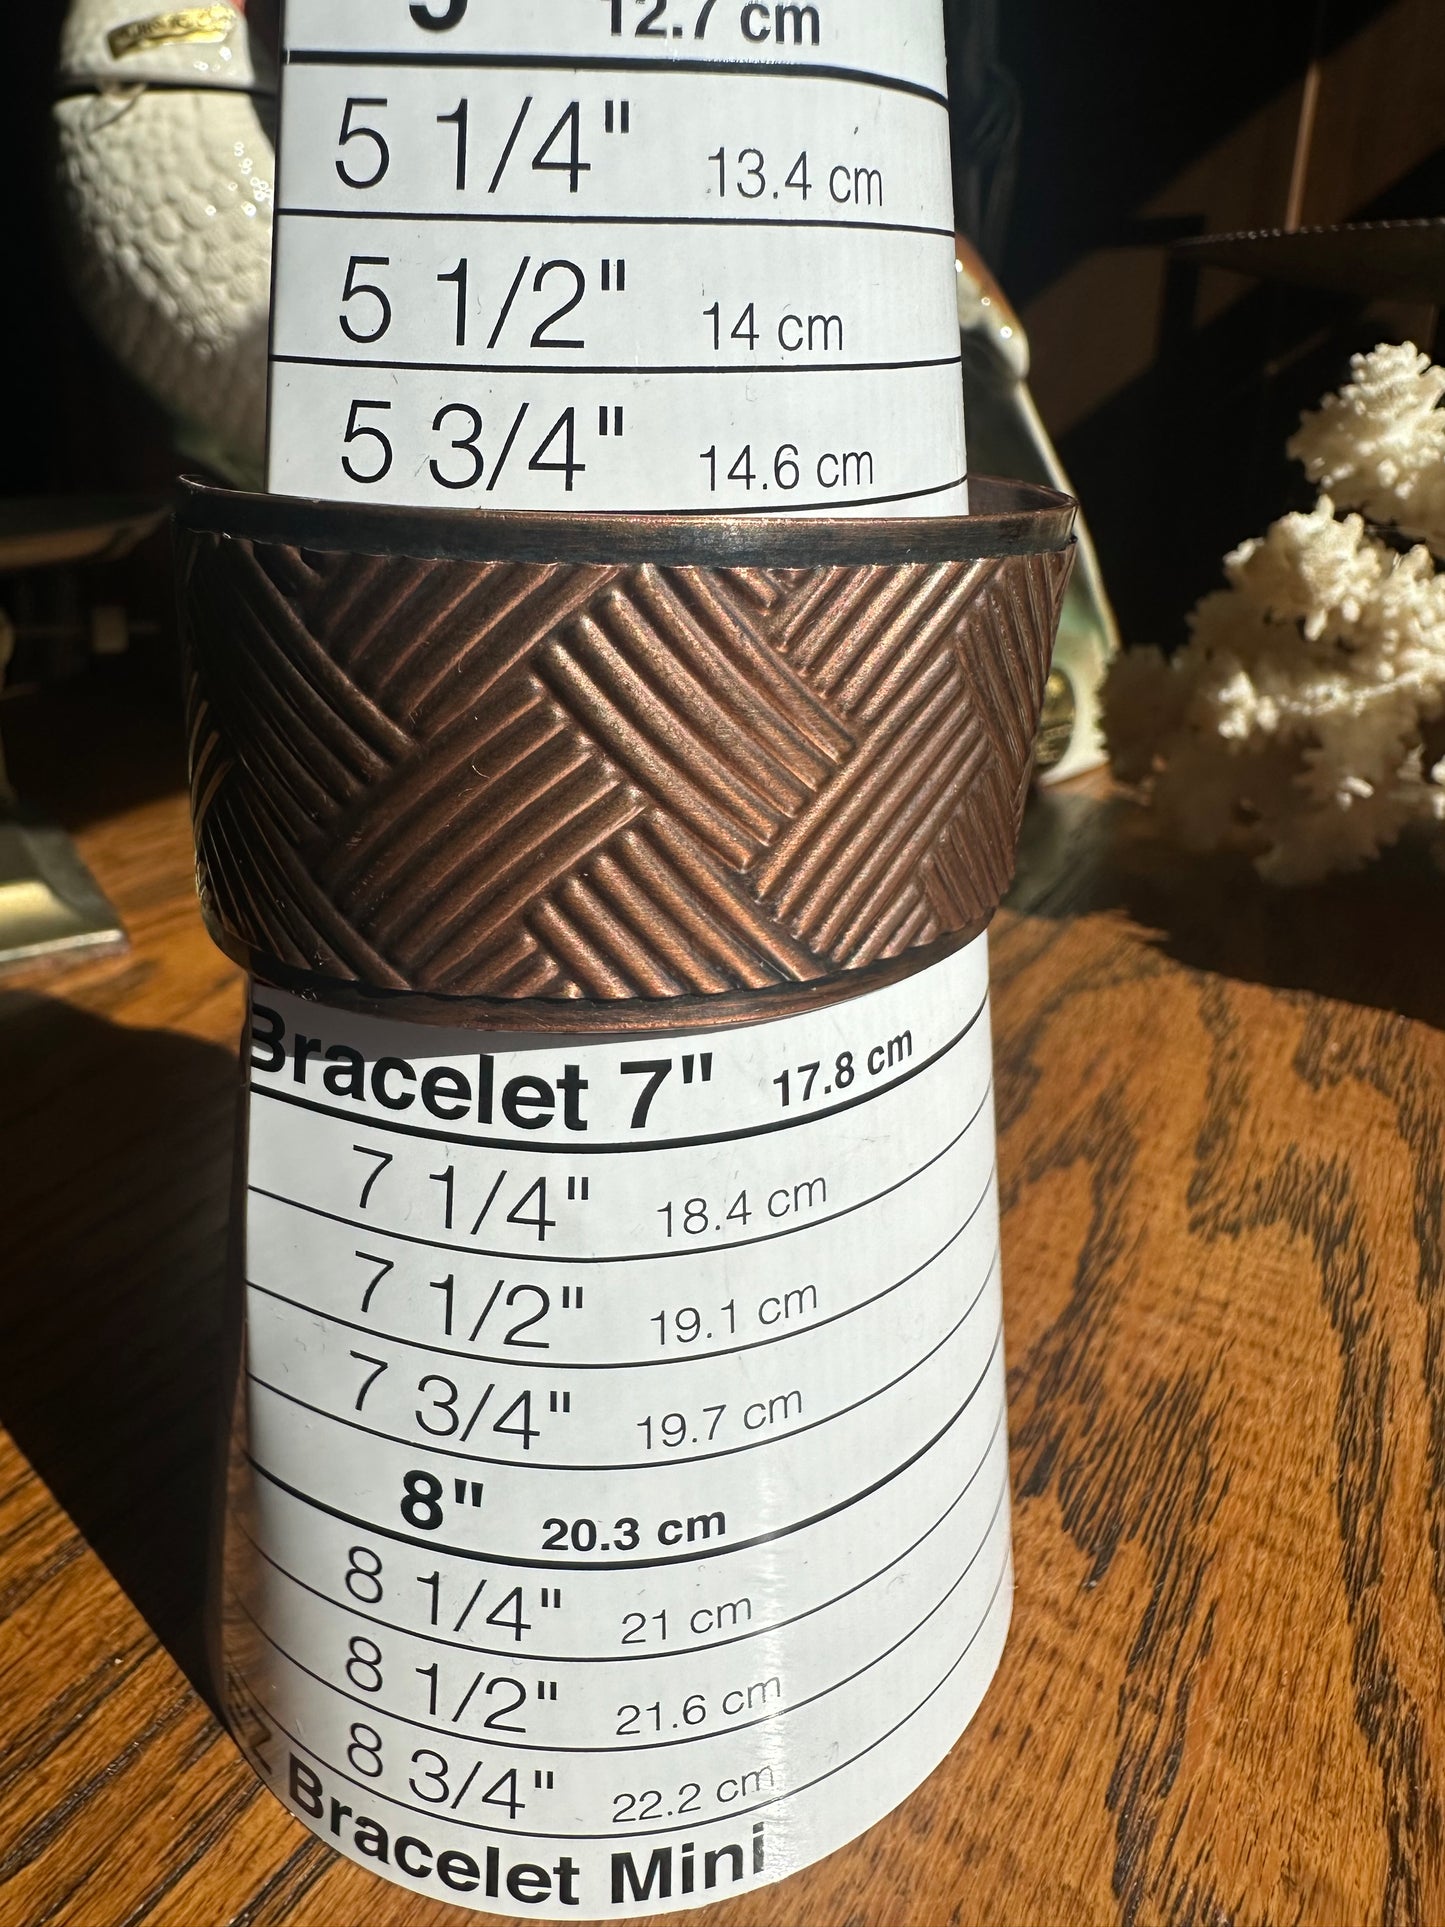 12.7 cm
5 1/4" 13.4 cm
5 1/2" 14 cm
5 3/4" 14.6 cm
Bracelet 7" 17.8 cm
7 1/4" 18.4 cm
7 1/2" 19.1 cm
7 3/4" 19.7 cm
8" 20.3 cm
8 1/4" 21 cm
8 1/2" 21.6 cm
8 3/4" 22.2 cm
Bracelet Mini